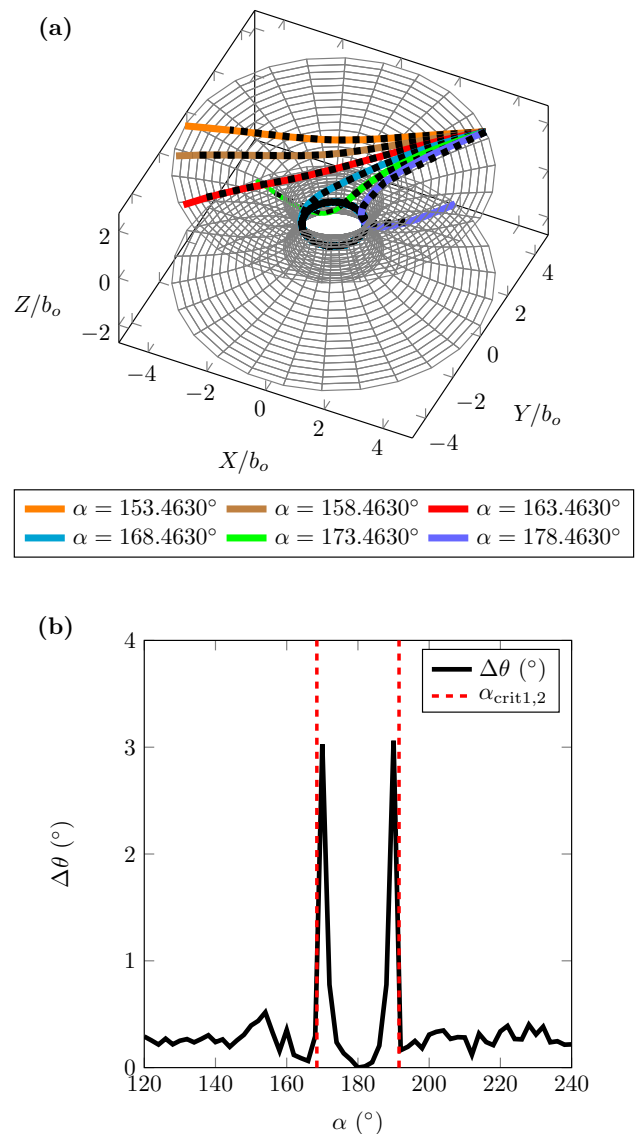 (a)
2
0
−2
Z/b_o
−4
−2
0
2
4
X/b_o
−4
−2
0
2
4
Y/b_o
α = 153.4630° α = 158.4630° α = 163.4630°
α = 168.4630° α = 173.4630° α = 178.4630°
(b)
4
3
2
1
0
Δθ (°)
Δθ (°)
α_crit1,2
120 140 160 180 200 220 240
α (°)